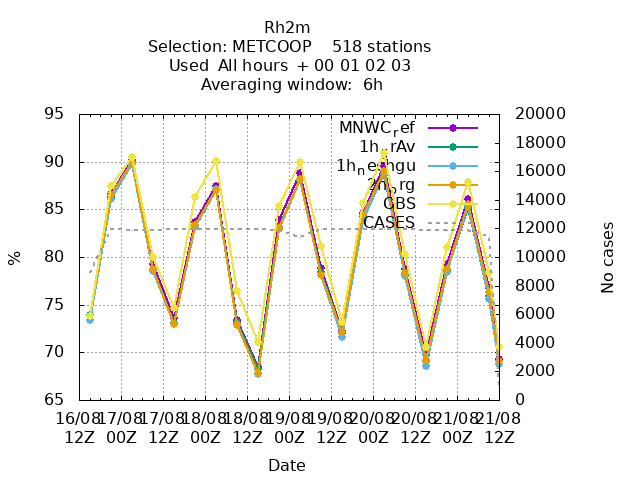 Rh2m
Selection: METCOOP 518 stations
Used All hours + 00 01 02 03
Averaging window: 6h
95
90
85
80
75
70
65
%
20000
18000
16000
14000
12000
10000
8000
6000
4000
2000
0
No cases
MNWC_ref
1h_rAv
OBS
CASES
16/08 17/08 17/08 18/08 18/08 19/08 19/08 20/08 20/08 21/08 21/08
12Z 00Z 12Z 00Z 12Z 00Z 12Z 00Z 12Z 00Z 12Z
Date